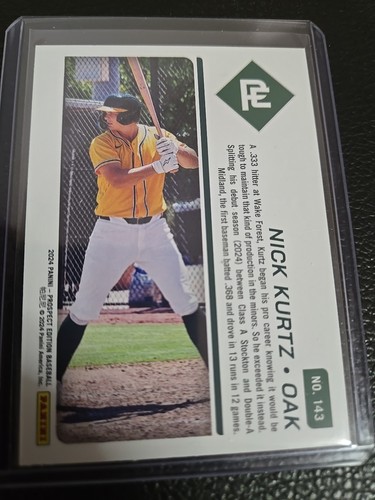 PE
NO. 143
NICK KURTZ • OAK
A .333 hitter at Wake Forest, Kurtz began his pro career knowing it would be
tough to maintain that kind of production in the minors. So he exceeded it instead.
Splitting his debut season (2024) between Class A Stockton and Double-A
Midland, the first baseman batted .368 and drove in 13 runs in 12 games.
2024 PANINI - PROSPECT EDITION BASEBALL
© 2024 Panini America, Inc.
PANINI